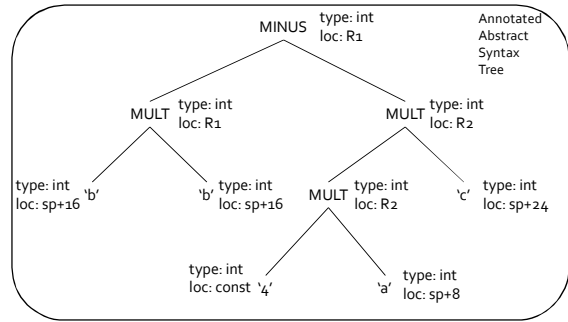 type: int
MINUS loc: R1
Annotated
Abstract
Syntax
Tree
type: int
MULT loc: R1
type: int
MULT loc: R2
type: int
loc: sp+16 'b'
type: int
'b' loc: sp+16
type: int
MULT loc: R2
type: int
'c' loc: sp+24
type: int
loc: const '4'
type: int
'a' loc: sp+8